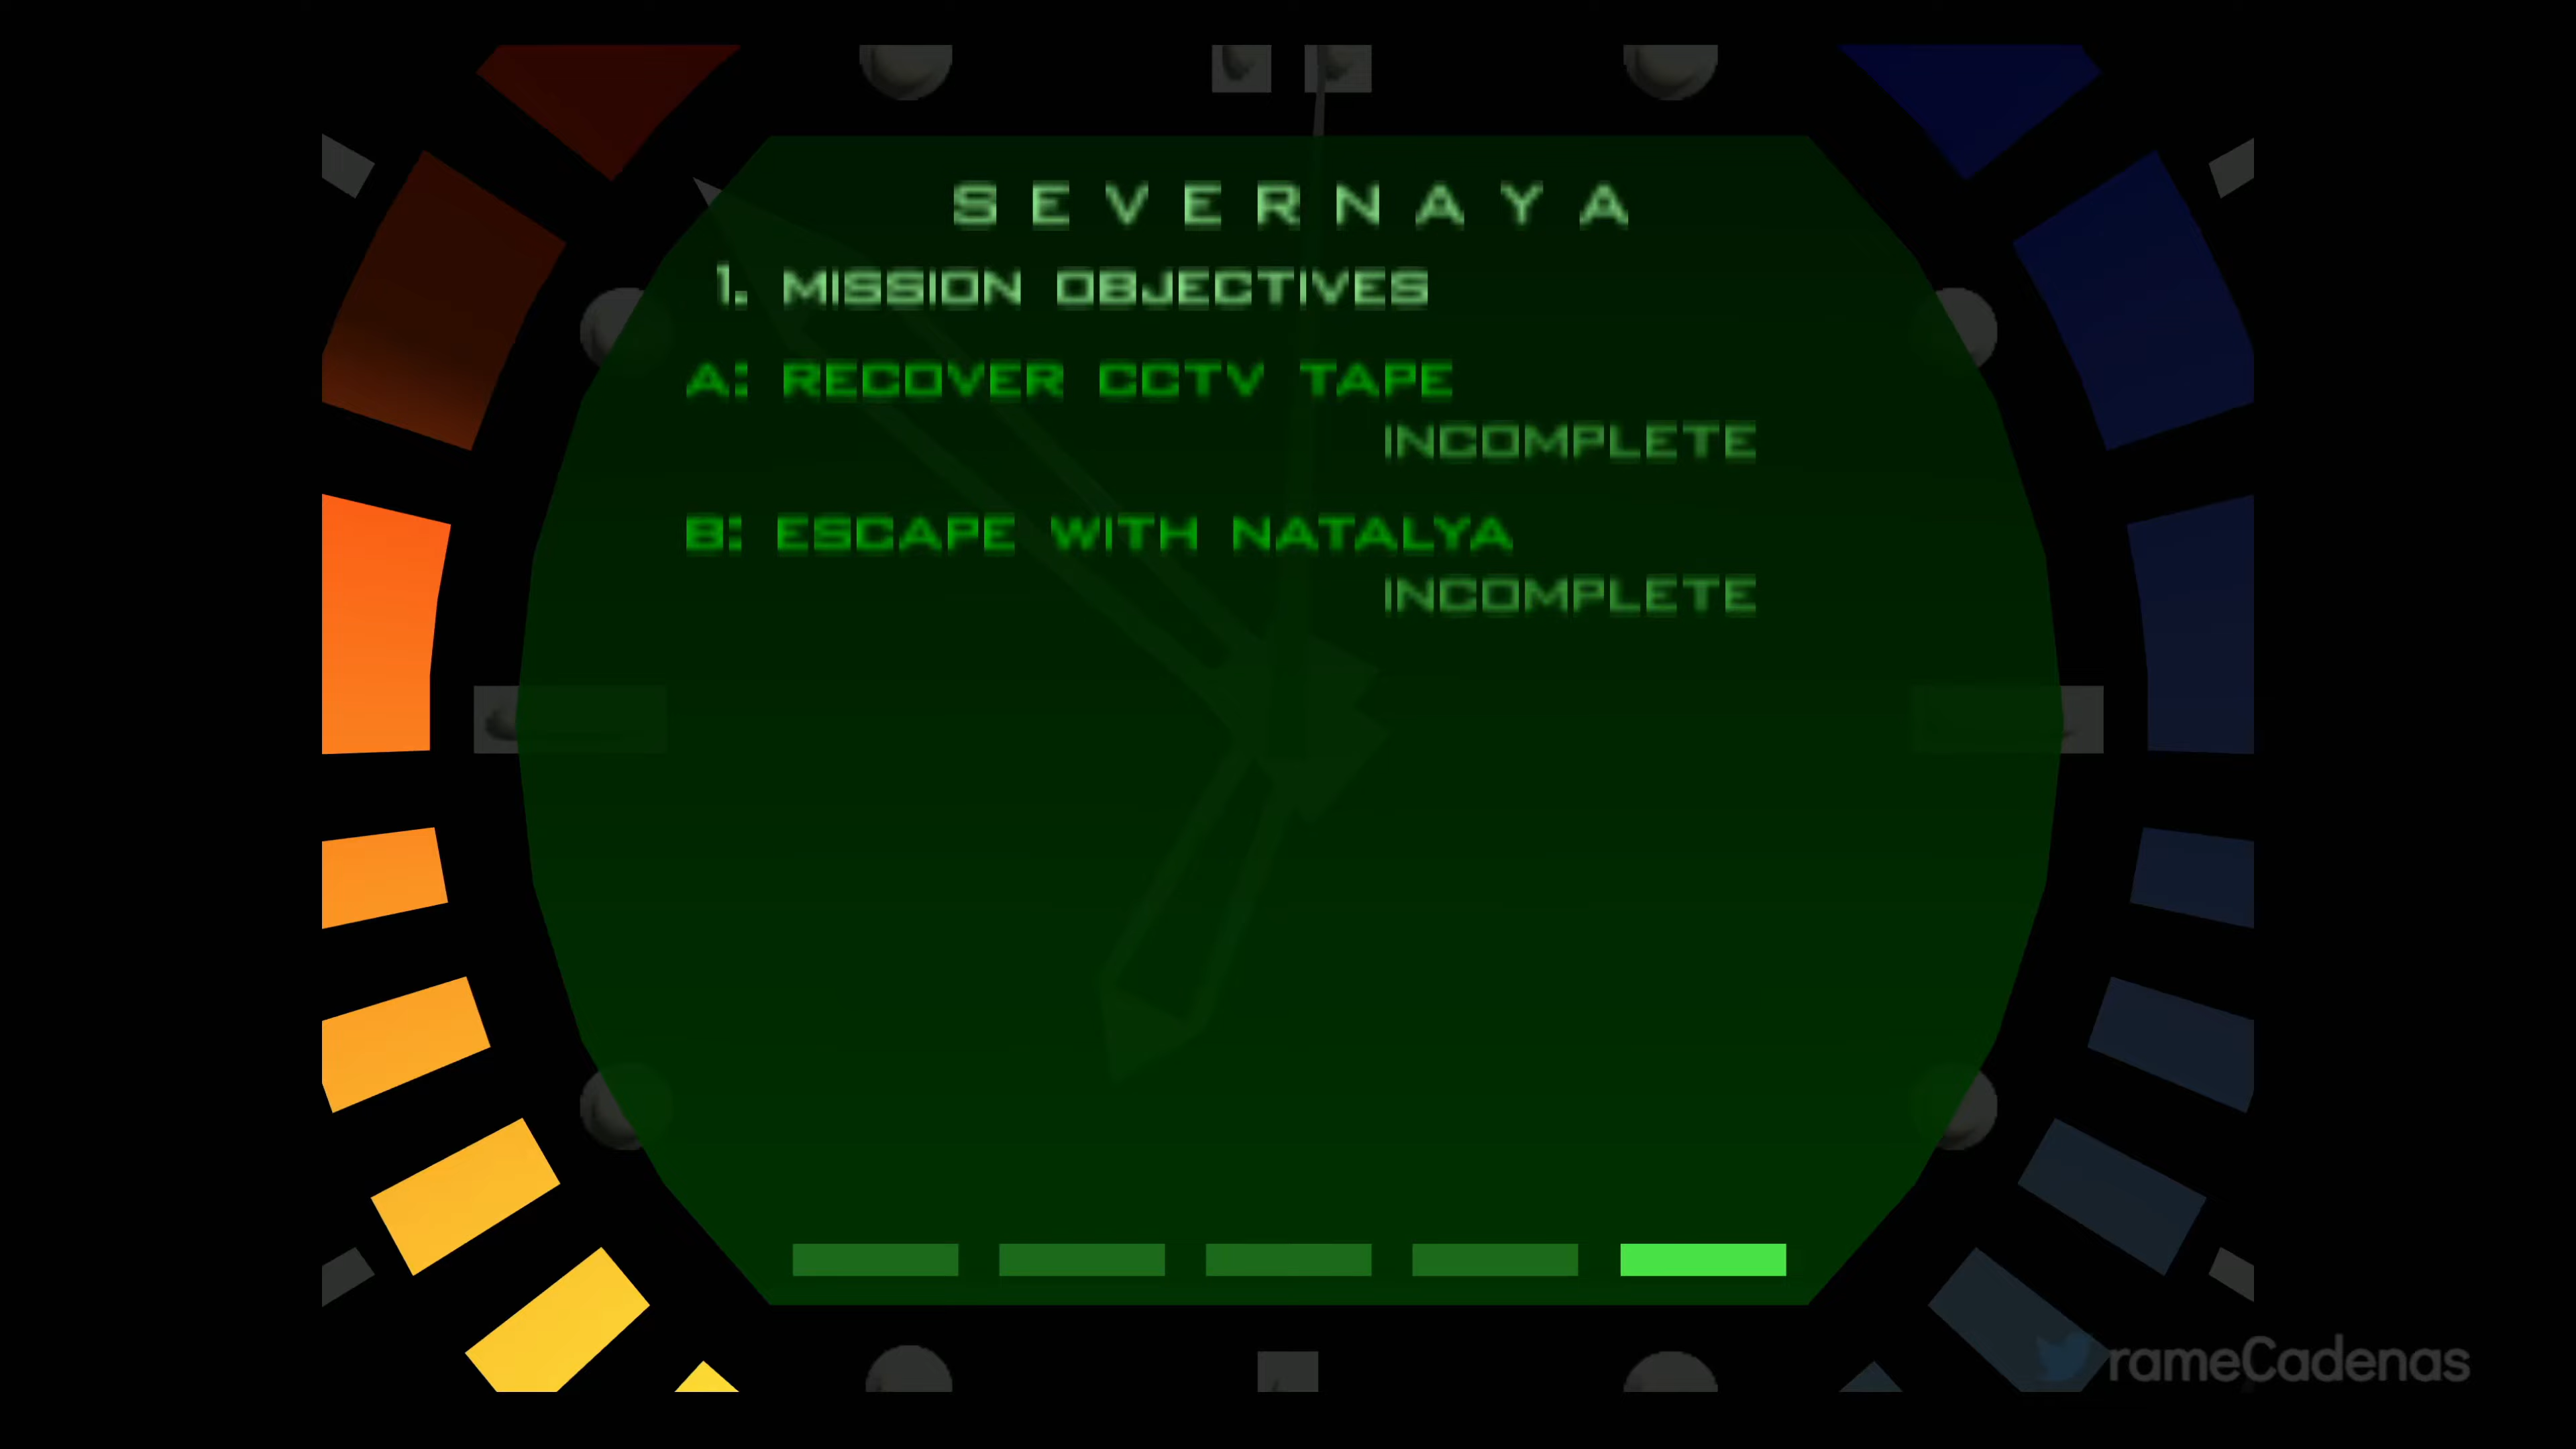 SEVERNAYA
1. MISSION OBJECTIVES
A: RECOVER CCTV TAPE
INCOMPLETE
B: ESCAPE WITH NATALYA
INCOMPLETE
rameCadenas